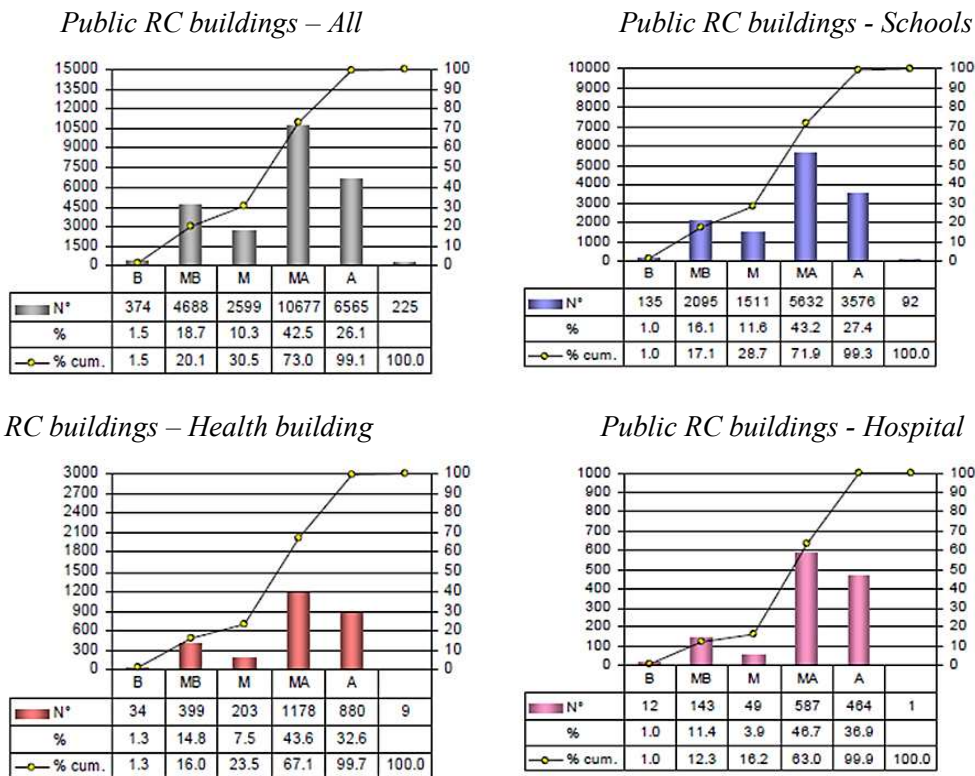 Public RC buildings – All
15000 100
13500 90
12000 80
10500 70
9000 60
7500 50
6000 40
4500 30
3000 20
1500 10
0 0
B MB M MA A
N° 374 4688 2599 10677 6565 225
% 1.5 18.7 10.3 42.5 26.1
% cum. 1.5 20.1 30.5 73.0 99.1 100.0
Public RC buildings - Schools
10000 100
9000 90
8000 80
7000 70
6000 60
5000 50
4000 40
3000 30
2000 20
1000 10
0 0
B MB M MA A
N° 135 2095 1511 5632 3576 92
% 1.0 16.1 11.6 43.2 27.4
% cum. 1.0 17.1 28.7 71.9 99.3 100.0
RC buildings – Health building
3000 100
2700 90
2400 80
2100 70
1800 60
1500 50
1200 40
900 30
600 20
300 10
0 0
B MB M MA A
N° 34 399 203 1178 880 9
% 1.3 14.8 7.5 43.6 32.6
% cum. 1.3 16.0 23.5 67.1 99.7 100.0
Public RC buildings - Hospital
1000 100
900 90
800 80
700 70
600 60
500 50
400 40
300 30
200 20
100 10
0 0
B MB M MA A
N° 12 143 49 587 464 1
% 1.0 11.4 3.9 46.7 36.9
% cum. 1.0 12.3 16.2 63.0 99.9 100.0